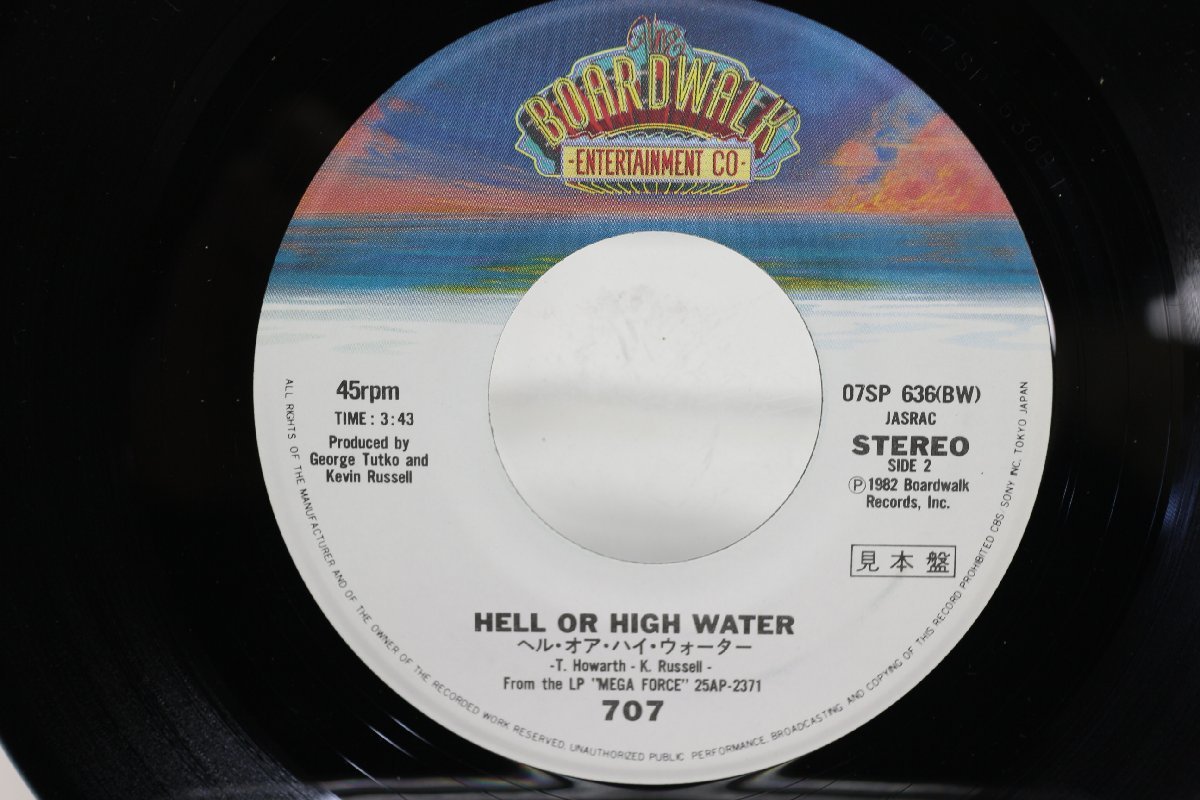 The
BOARDWALK
-ENTERTAINMENT CO-
45rpm
TIME : 3:43
Produced by
George Tutko and
Kevin Russell
07SP 636(BW)
JASRAC
STEREO
SIDE 2
Ⓟ1982 Boardwalk
Records, Inc.
見本盤
HELL OR HIGH WATER
ヘル・オア・ハイ・ウォーター
-T. Howarth - K. Russell -
From the LP "MEGA FORCE" 25AP-2371
707
ALL RIGHTS OF THE MANUFACTURER AND OF THE OWNER OF THE RECORDED WORK RESERVED. UNAUTHORIZED PUBLIC PERFORMANCE, BROADCASTING AND COPYING OF THIS RECORD PROHIBITED CBS/SONY INC. TOKYO JAPAN